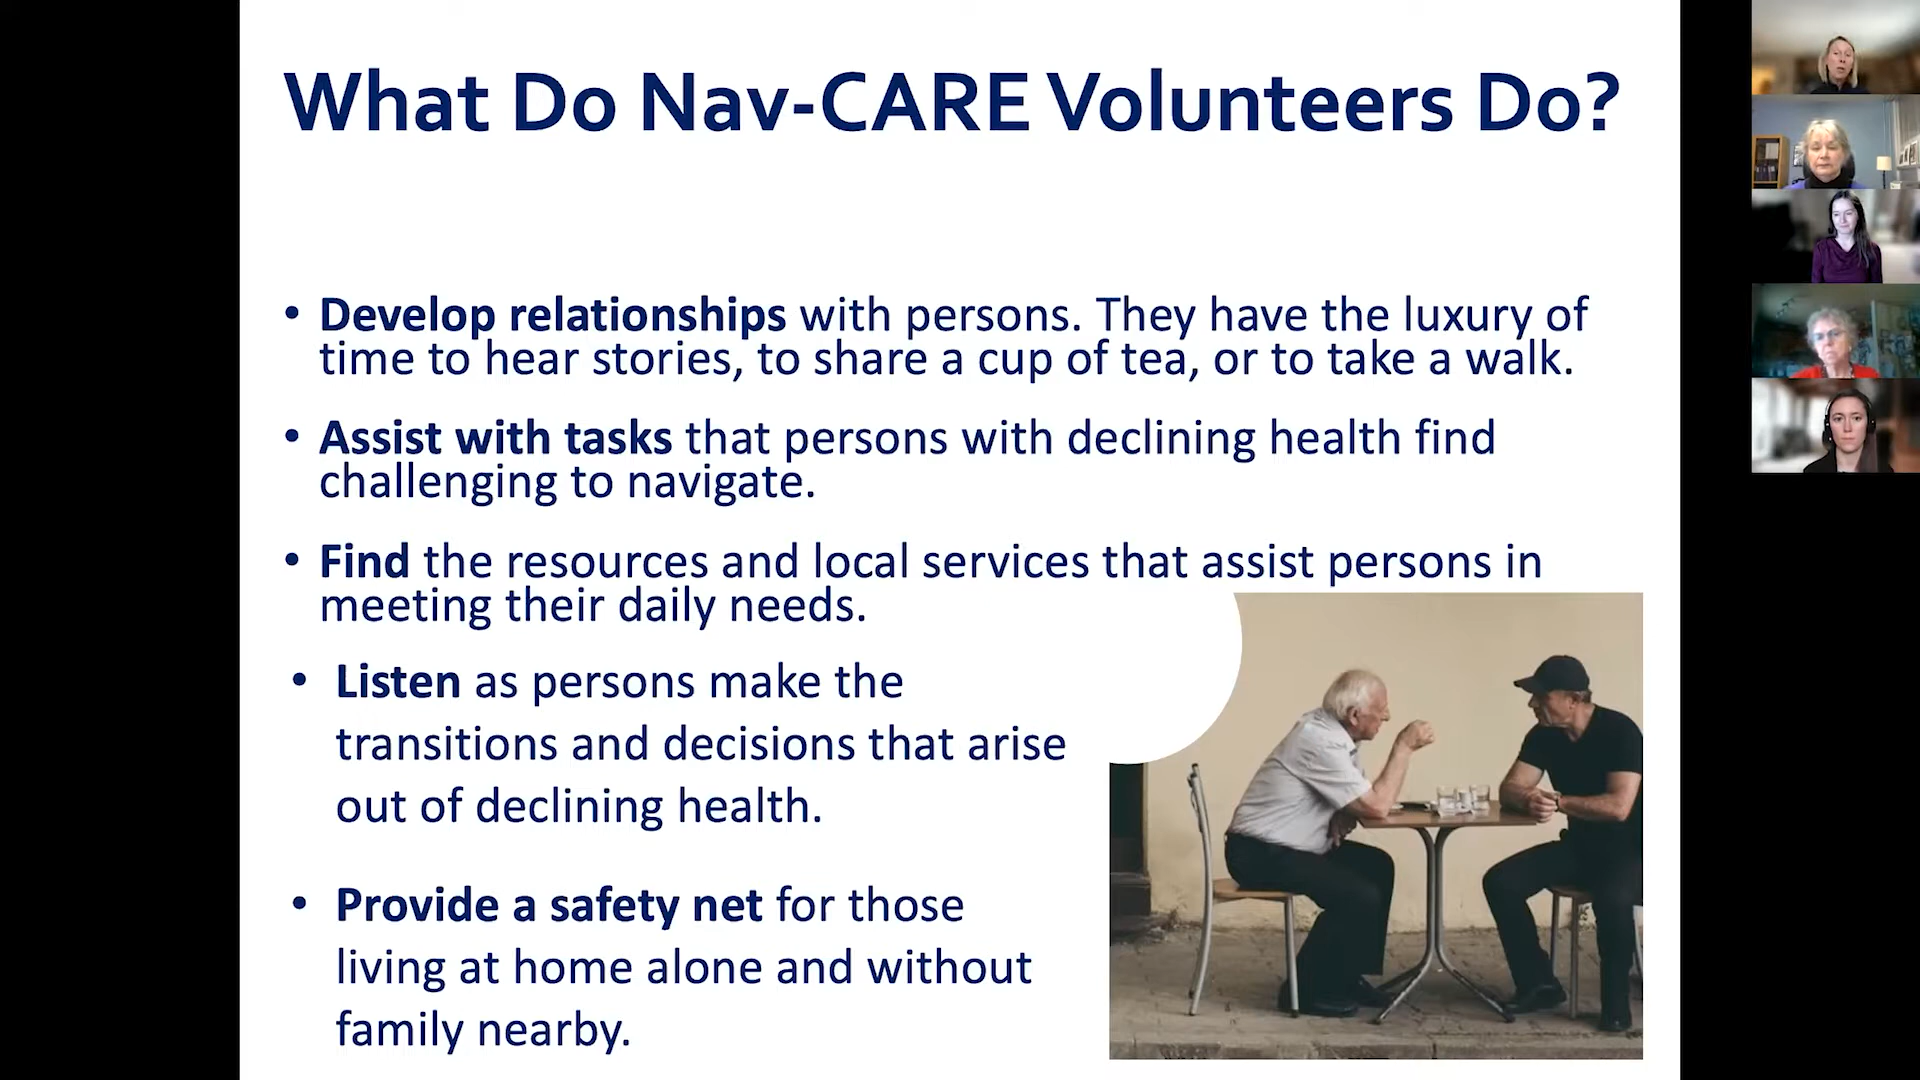 What Do Nav-CARE Volunteers Do?
• Develop relationships with persons. They have the luxury of
time to hear stories, to share a cup of tea, or to take a walk.
• Assist with tasks that persons with declining health find
challenging to navigate.
• Find the resources and local services that assist persons in
meeting their daily needs.
• Listen as persons make the
transitions and decisions that arise
out of declining health.
• Provide a safety net for those
living at home alone and without
family nearby.